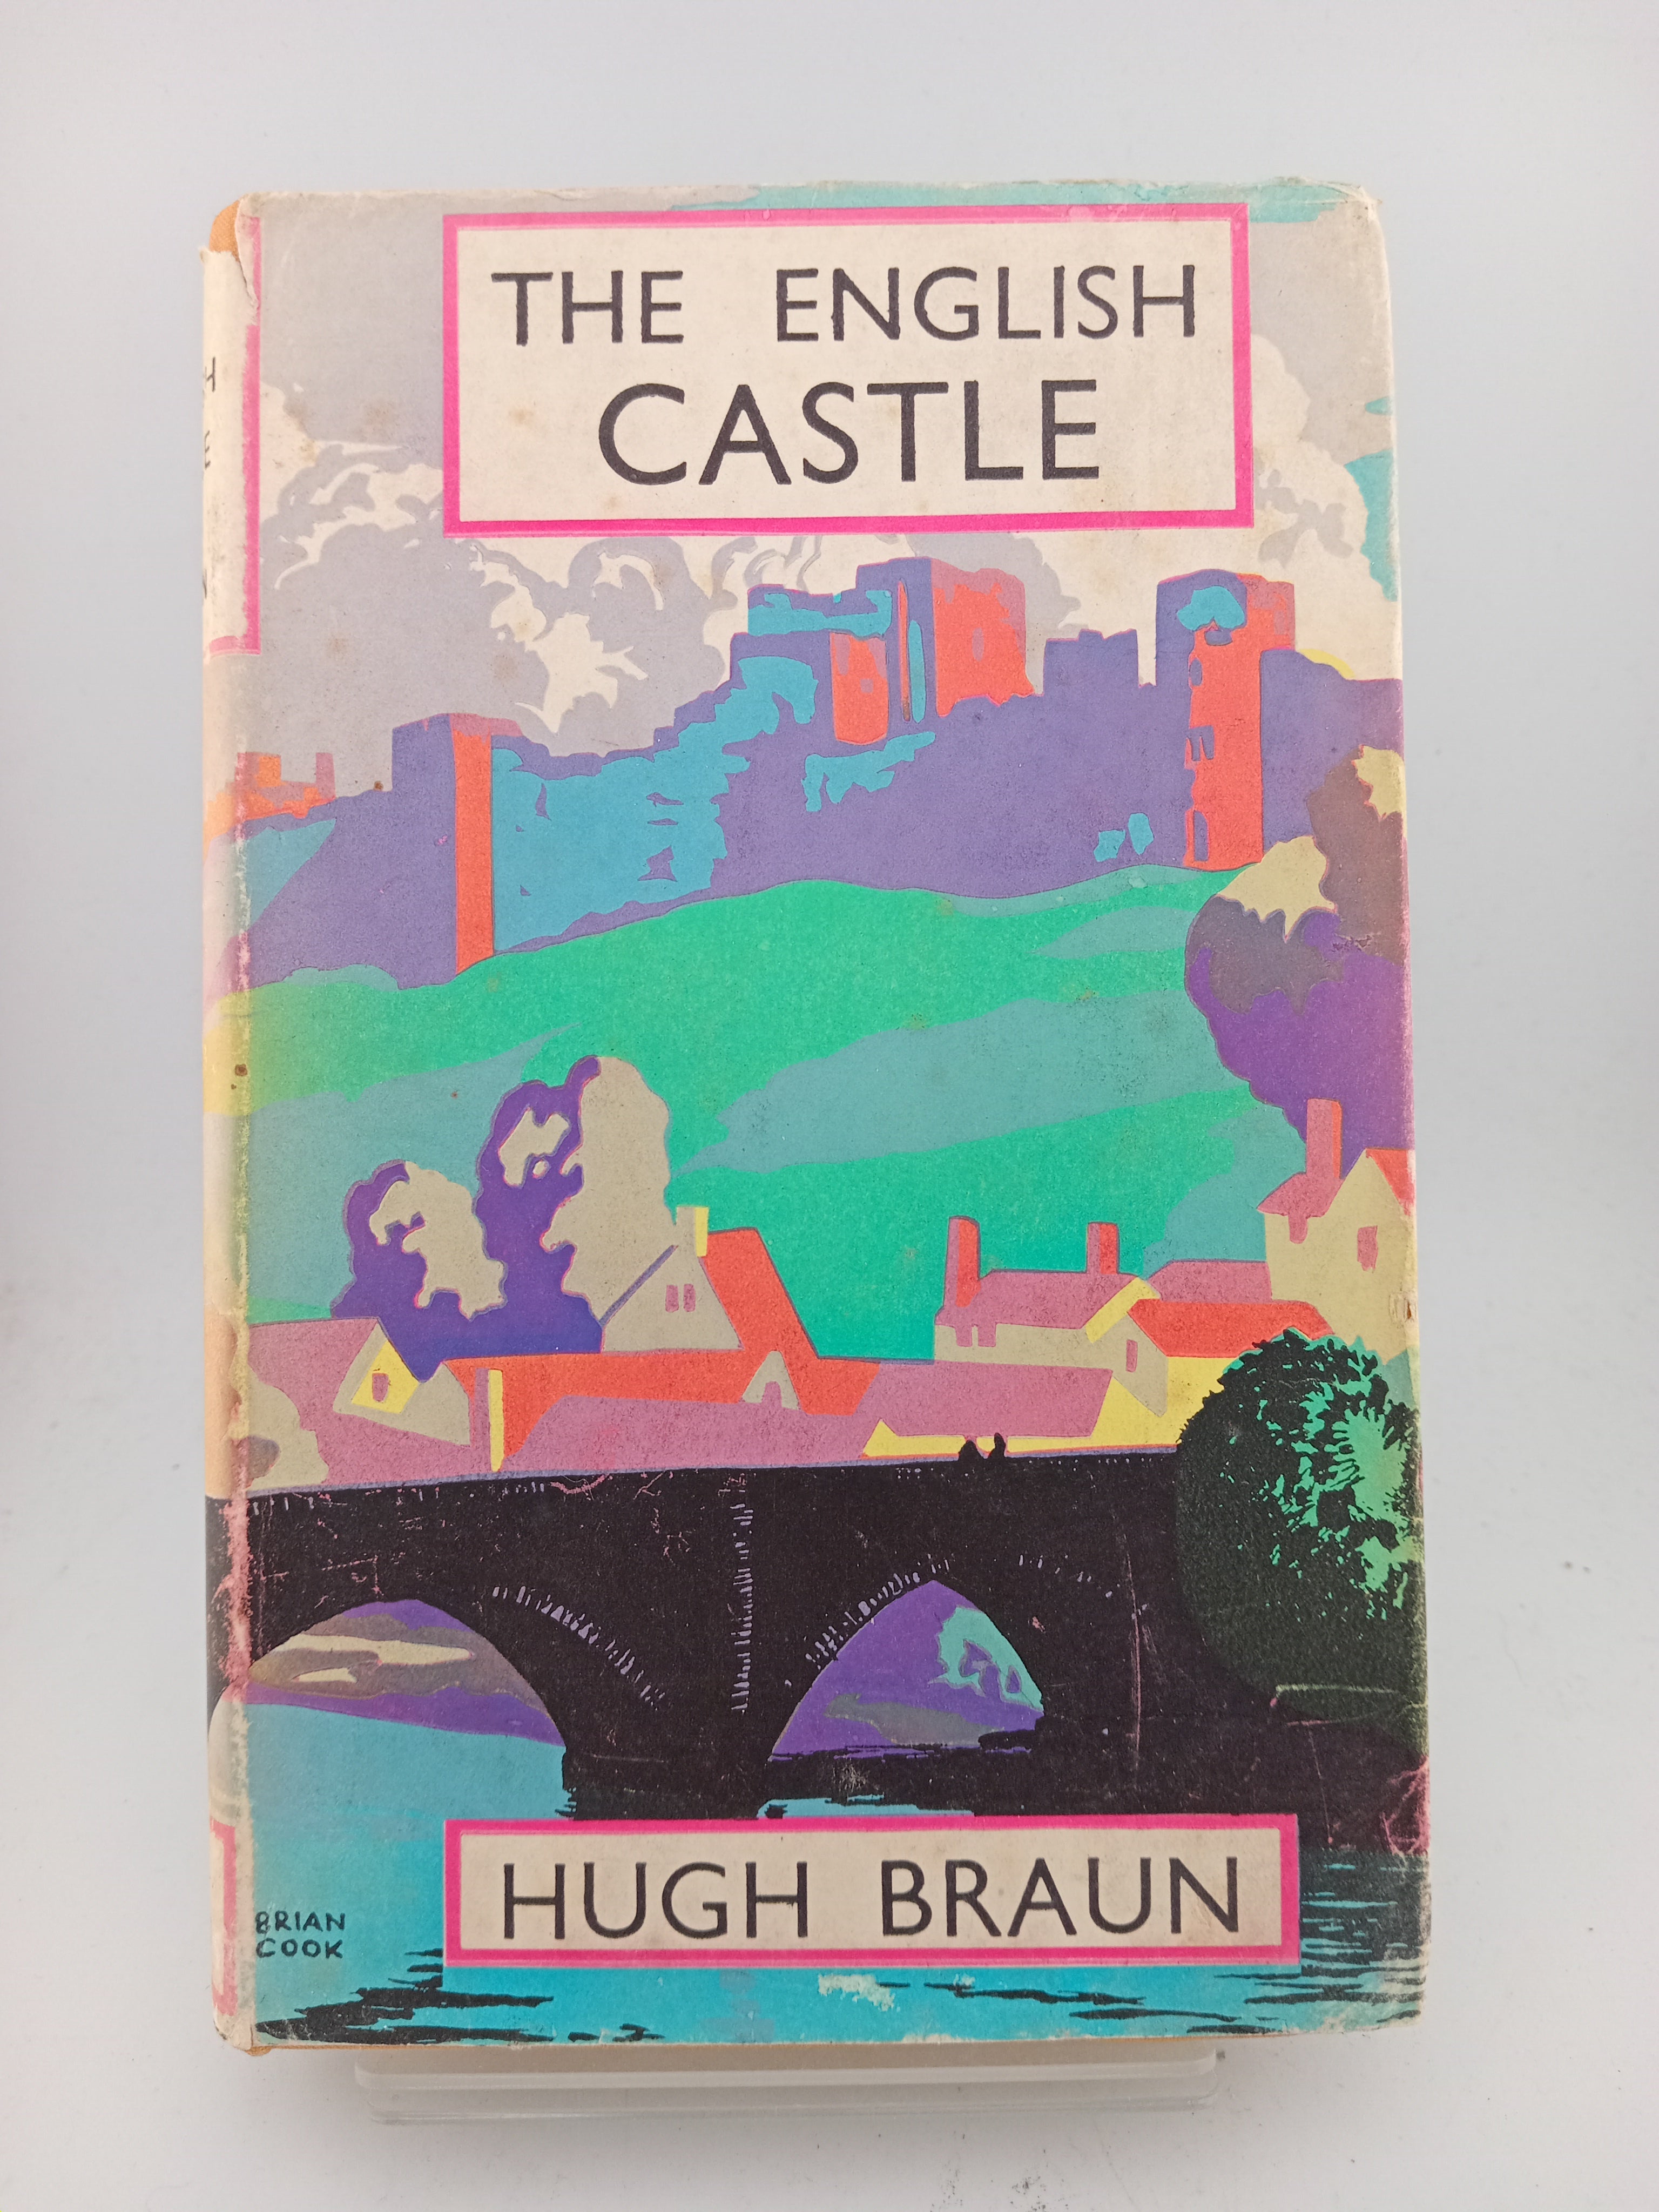 THE ENGLISH
CASTLE
HUGH BRAUN
BRIAN
COOK